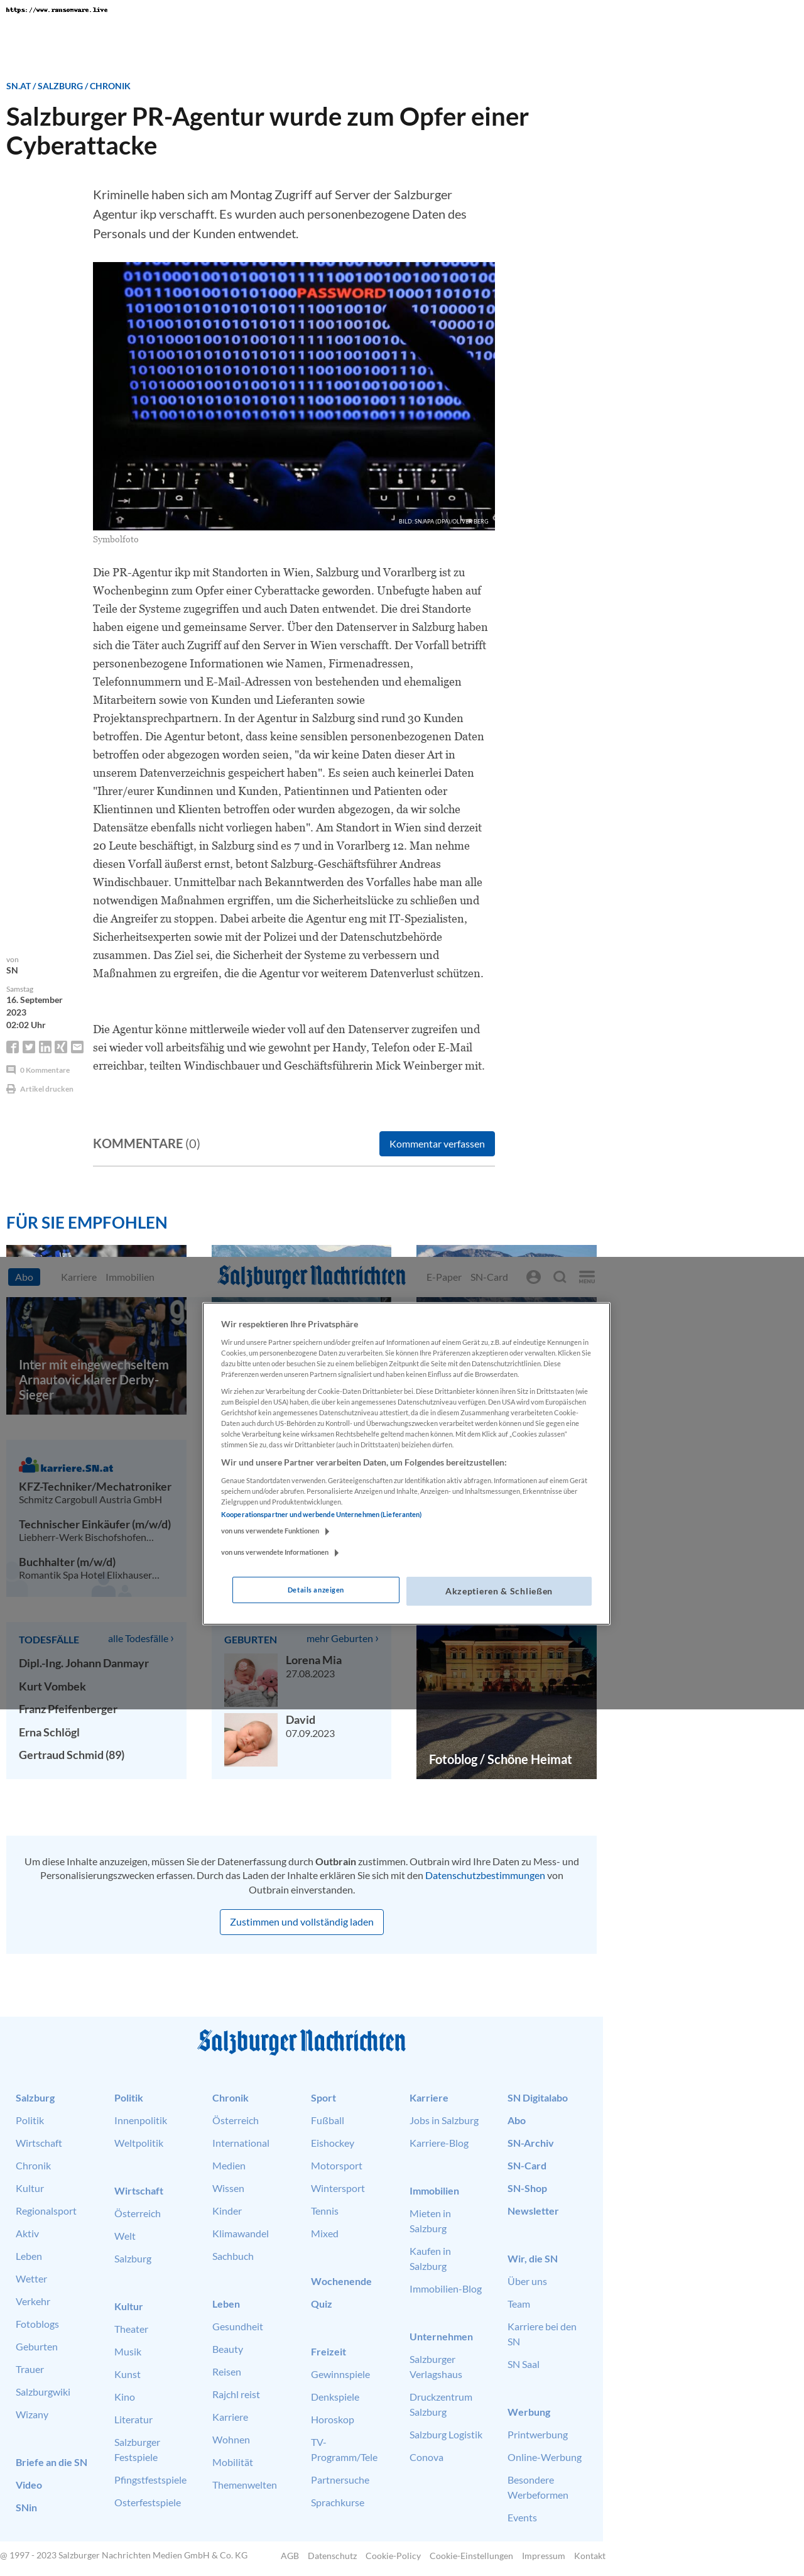 https://www.ransomware.live
SN.AT / SALZBURG / CHRONIK
Salzburger PR-Agentur wurde zum Opfer einer
Cyberattacke
Kriminelle haben sich am Montag Zugriff auf Server der Salzburger
Agentur ikp verschafft. Es wurden auch personenbezogene Daten des
Personals und der Kunden entwendet.
PASSWORD
BILD: SN/APA (DPA)/OLIVER BERG
Symbolfoto
Die PR-Agentur ikp mit Standorten in Wien, Salzburg und Vorarlberg ist zu
Wochenbeginn zum Opfer einer Cyberattacke geworden. Unbefugte haben auf
Teile der Systeme zugegriffen und auch Daten entwendet. Die drei Standorte
haben eigene und gemeinsame Server. Über den Datenserver in Salzburg haben
sich die Täter auch Zugriff auf den Server in Wien verschafft. Der Vorfall betrifft
personenbezogene Informationen wie Namen, Firmenadressen,
Telefonnummern und E-Mail-Adressen von bestehenden und ehemaligen
Mitarbeitern sowie von Kunden und Lieferanten sowie
Projektansprechpartnern. In der Agentur in Salzburg sind rund 30 Kunden
betroffen. Die Agentur betont, dass keine sensiblen personenbezogenen Daten
betroffen oder abgezogen worden seien, "da wir keine Daten dieser Art in
unserem Datenverzeichnis gespeichert haben". Es seien auch keinerlei Daten
"Ihrer/eurer Kundinnen und Kunden, Patientinnen und Patienten oder
Klientinnen und Klienten betroffen oder wurden abgezogen, da wir solche
Datensätze ebenfalls nicht vorliegen haben". Am Standort in Wien sind derzeit
20 Leute beschäftigt, in Salzburg sind es 7 und in Vorarlberg 12. Man nehme
diesen Vorfall äußerst ernst, betont Salzburg-Geschäftsführer Andreas
Windischbauer. Unmittelbar nach Bekanntwerden des Vorfalles habe man alle
notwendigen Maßnahmen ergriffen, um die Sicherheitslücke zu schließen und
die Angreifer zu stoppen. Dabei arbeite die Agentur eng mit IT-Spezialisten,
Sicherheitsexperten sowie mit der Polizei und der Datenschutzbehörde
zusammen. Das Ziel sei, die Sicherheit der Systeme zu verbessern und
Maßnahmen zu ergreifen, die die Agentur vor weiterem Datenverlust schützen.
von
SN
Samstag
16. September
2023
02:02 Uhr
0 Kommentare
Artikel drucken
Die Agentur könne mittlerweile wieder voll auf den Datenserver zugreifen und
sei wieder voll arbeitsfähig und wie gewohnt per Handy, Telefon oder E-Mail
erreichbar, teilten Windischbauer und Geschäftsführerin Mick Weinberger mit.
KOMMENTARE (0)
Kommentar verfassen
FÜR SIE EMPFOHLEN
Abo Karriere Immobilien Salzburger Nachrichten E-Paper SN-Card MENÜ
Inter mit eingewechseltem
Arnautovic klarer Derby-
Sieger
Wir respektieren Ihre Privatsphäre
Wir und unsere Partner speichern und/oder greifen auf Informationen auf einem Gerät zu, z.B. auf eindeutige Kennungen in
Cookies, um personenbezogene Daten zu verarbeiten. Sie können Ihre Präferenzen akzeptieren oder verwalten. Klicken Sie
dazu bitte unten oder besuchen Sie zu einem beliebigen Zeitpunkt die Seite mit den Datenschutzrichtlinien. Diese
Präferenzen werden unseren Partnern signalisiert und haben keinen Einfluss auf die Browserdaten.
Wir ziehen zur Verarbeitung der Cookie-Daten Drittanbieter bei. Diese Drittanbieter können ihren Sitz in Drittstaaten (wie
zum Beispiel den USA) haben, die über kein angemessenes Datenschutzniveau verfügen. Den USA wird vom Europäischen
Gerichtshof kein angemessenes Datenschutzniveau attestiert, da die in diesem Zusammenhang verarbeiteten Cookie-
Daten auch durch US-Behörden zu Kontroll- und Überwachungszwecken verarbeitet werden können und Sie gegen eine
solche Verarbeitung keine wirksamen Rechtsbehelfe geltend machen können. Mit dem Klick auf „Cookies zulassen"
stimmen Sie zu, dass wir Drittanbieter (auch in Drittstaaten) beiziehen dürfen.
Wir und unsere Partner verarbeiten Daten, um Folgendes bereitzustellen:
Genaue Standortdaten verwenden. Geräteeigenschaften zur Identifikation aktiv abfragen. Informationen auf einem Gerät
speichern und/oder abrufen. Personalisierte Anzeigen und Inhalte, Anzeigen- und Inhaltsmessungen, Erkenntnisse über
Zielgruppen und Produktentwicklungen.
Kooperationspartner und werbende Unternehmen (Lieferanten)
von uns verwendete Funktionen
von uns verwendete Informationen
Details anzeigen
Akzeptieren & Schließen
karriere.SN.at
KFZ-Techniker/Mechatroniker
Schmitz Cargobull Austria GmbH
Technischer Einkäufer (m/w/d)
Liebherr-Werk Bischofshofen...
Buchhalter (m/w/d)
Romantik Spa Hotel Elixhauser...
TODESFÄLLE alle Todesfälle ›
Dipl.-Ing. Johann Danmayr
Kurt Vombek
Franz Pfeifenberger
Erna Schlögl
Gertraud Schmid (89)
GEBURTEN mehr Geburten ›
Lorena Mia
27.08.2023
David
07.09.2023
Fotoblog / Schöne Heimat
Um diese Inhalte anzuzeigen, müssen Sie der Datenerfassung durch Outbrain zustimmen. Outbrain wird Ihre Daten zu Mess- und
Personalisierungszwecken erfassen. Durch das Laden der Inhalte erklären Sie sich mit den Datenschutzbestimmungen von
Outbrain einverstanden.
Zustimmen und vollständig laden
Salzburger Nachrichten
Salzburg
Politik
Wirtschaft
Chronik
Kultur
Regionalsport
Aktiv
Leben
Wetter
Verkehr
Fotoblogs
Geburten
Trauer
Salzburgwiki
Wizany
Briefe an die SN
Video
SNin
Politik
Innenpolitik
Weltpolitik
Wirtschaft
Österreich
Welt
Salzburg
Kultur
Theater
Musik
Kunst
Kino
Literatur
Salzburger
Festspiele
Pfingstfestspiele
Osterfestspiele
Chronik
Österreich
International
Medien
Wissen
Kinder
Klimawandel
Sachbuch
Leben
Gesundheit
Beauty
Reisen
Rajchl reist
Karriere
Wohnen
Mobilität
Themenwelten
Sport
Fußball
Eishockey
Motorsport
Wintersport
Tennis
Mixed
Wochenende
Quiz
Freizeit
Gewinnspiele
Denkspiele
Horoskop
TV-
Programm/Tele
Partnersuche
Sprachkurse
Karriere
Jobs in Salzburg
Karriere-Blog
Immobilien
Mieten in
Salzburg
Kaufen in
Salzburg
Immobilien-Blog
Unternehmen
Salzburger
Verlagshaus
Druckzentrum
Salzburg
Salzburg Logistik
Conova
SN Digitalabo
Abo
SN-Archiv
SN-Card
SN-Shop
Newsletter
Wir, die SN
Über uns
Team
Karriere bei den
SN
SN Saal
Werbung
Printwerbung
Online-Werbung
Besondere
Werbeformen
Events
@ 1997 - 2023 Salzburger Nachrichten Medien GmbH & Co. KG
AGB Datenschutz Cookie-Policy Cookie-Einstellungen Impressum Kontakt